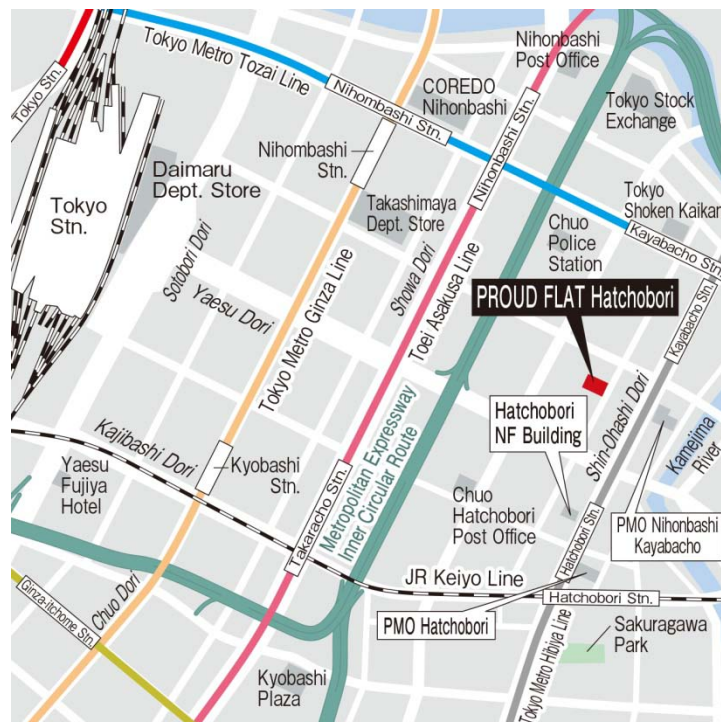 Nihonbashi
Post Office
Tokyo Stn.
Tokyo Metro Tozai Line
Nihombashi Stn.
COREDO
Nihonbashi
Nihonbashi Stn.
Tokyo Stock
Exchange
Nihombashi
Stn.
Daimaru
Dept. Store
Takashimaya
Dept. Store
Tokyo
Shoken Kaikan
Tokyo
Stn.
Sotobori Dori
Showa Dori
Chuo
Police
Station
Kayabacho Stn.
Yaesu Dori
Tokyo Metro Ginza Line
Toei Asakusa Line
PROUD FLAT Hatchobori
Kayabacho Stn.
Metropolitan Expressway
Inner Circular Route
Hatchobori
NF Building
Shin-Ohashi Dori
Kamejima
River
Kajibashi Dori
Yaesu
Fujiya
Hotel
Kyobashi
Stn.
Takaracho Stn.
Chuo
Hatchobori
Post Office
Hatchobori Stn.
PMO Nihonbashi
Kayabacho
JR Keiyo Line
Hatchobori Stn.
Chuo Dori
Ginza-itchome Stn.
PMO Hatchobori
Tokyo Metro Hibiya Line
Sakuragawa
Park
Kyobashi
Plaza